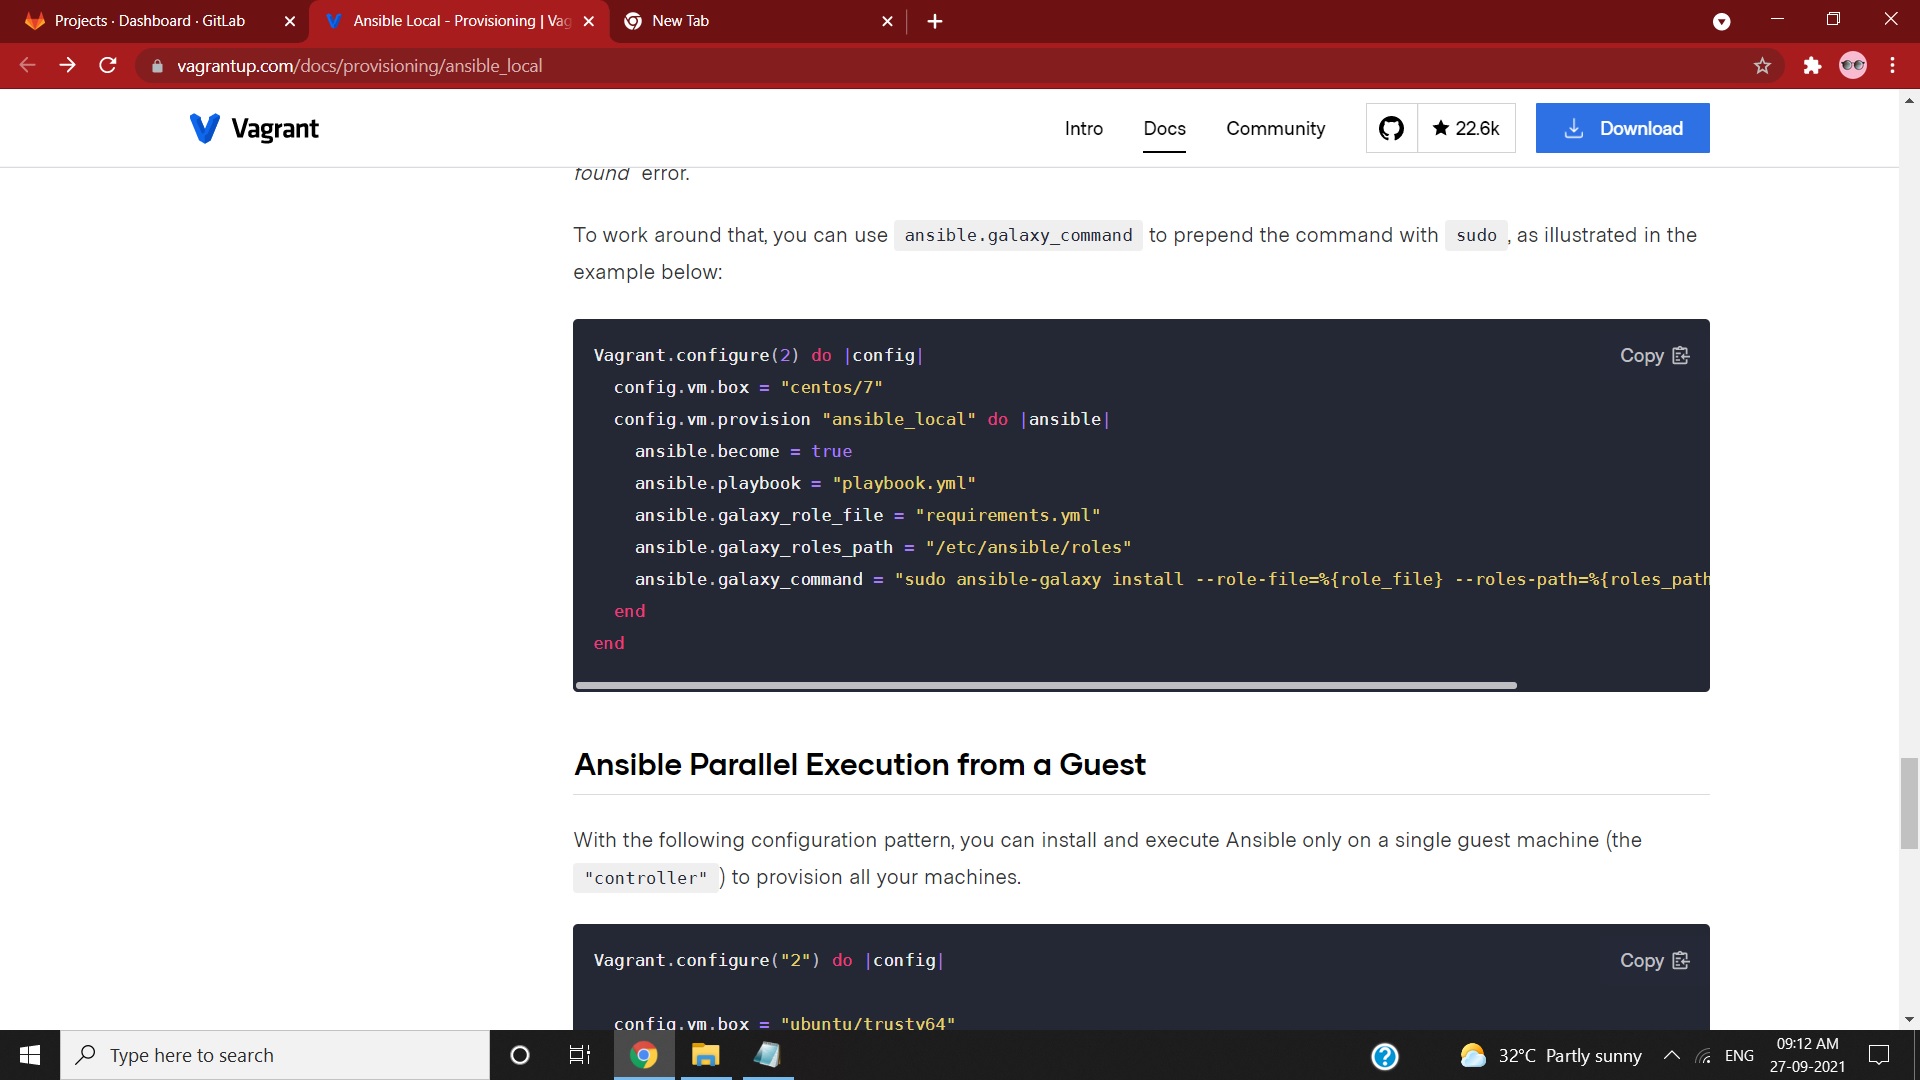 Projects · Dashboard · GitLab
Ansible Local - Provisioning | Vag
New Tab
vagrantup.com/docs/provisioning/ansible_local
Vagrant
Intro
Docs
Community
22.6k
Download
found error.
To work around that, you can use ansible.galaxy_command to prepend the command with sudo , as illustrated in the
example below:
Vagrant.configure(2) do |config|
Copy
config.vm.box = "centos/7"
config.vm.provision "ansible_local" do |ansible|
ansible.become = true
ansible.playbook = "playbook.yml"
ansible.galaxy_role_file = "requirements.yml"
ansible.galaxy_roles_path = "/etc/ansible/roles"
ansible.galaxy_command = "sudo ansible-galaxy install --role-file=%{role_file} --roles-path=%{roles_path
end
end
Ansible Parallel Execution from a Guest
With the following configuration pattern, you can install and execute Ansible only on a single guest machine (the
"controller" ) to provision all your machines.
Vagrant.configure("2") do |config|
Copy
config.vm.box = "ubuntu/trusty64"
Type here to search
32°C Partly sunny
ENG
09:12 AM
27-09-2021